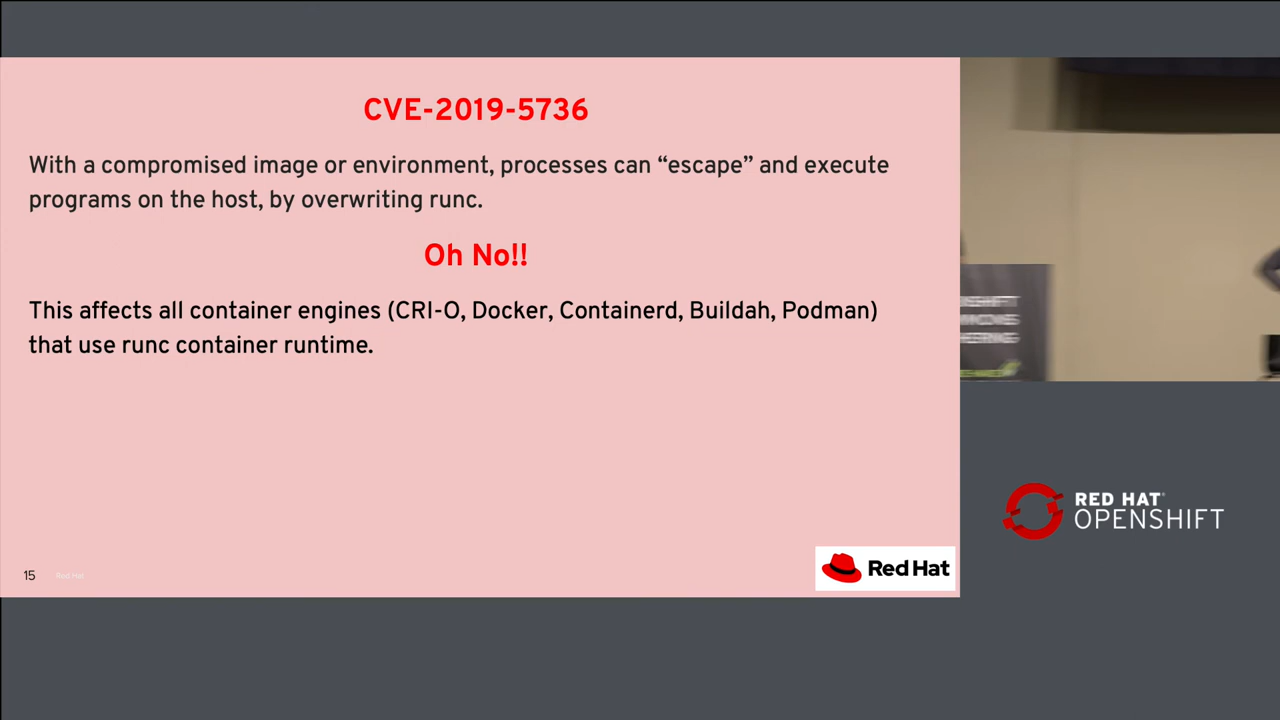 CVE-2019-5736
With a compromised image or environment, processes can “escape” and execute
programs on the host, by overwriting runc.
Oh No!!
This affects all container engines (CRI-O, Docker, Containerd, Buildah, Podman)
that use runc container runtime.
15
Red Hat
Red Hat
RED HAT®
OPENSHIFT